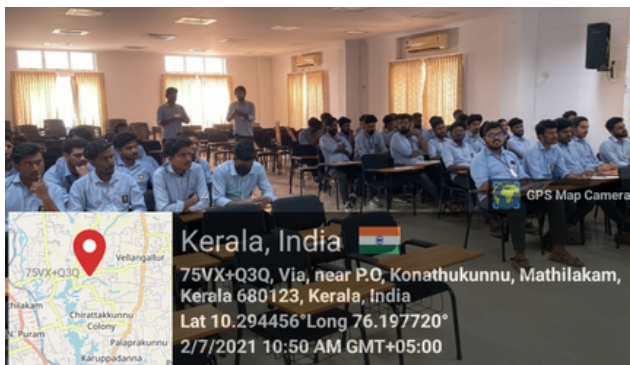 GPS Map Camera
Kerala, India
75VX+Q3Q, Via, near P.O, Konathukunnu, Mathilakam,
Kerala 680123, Kerala, India
Lat 10.294456°Long 76.197720°
2/7/2021 10:50 AM GMT+05:00
75VX+Q3Q
Vellangallur
thilakam
Chirattakkunnu
Colony
N. Puram
Palaprakunnu
Karuppadanna